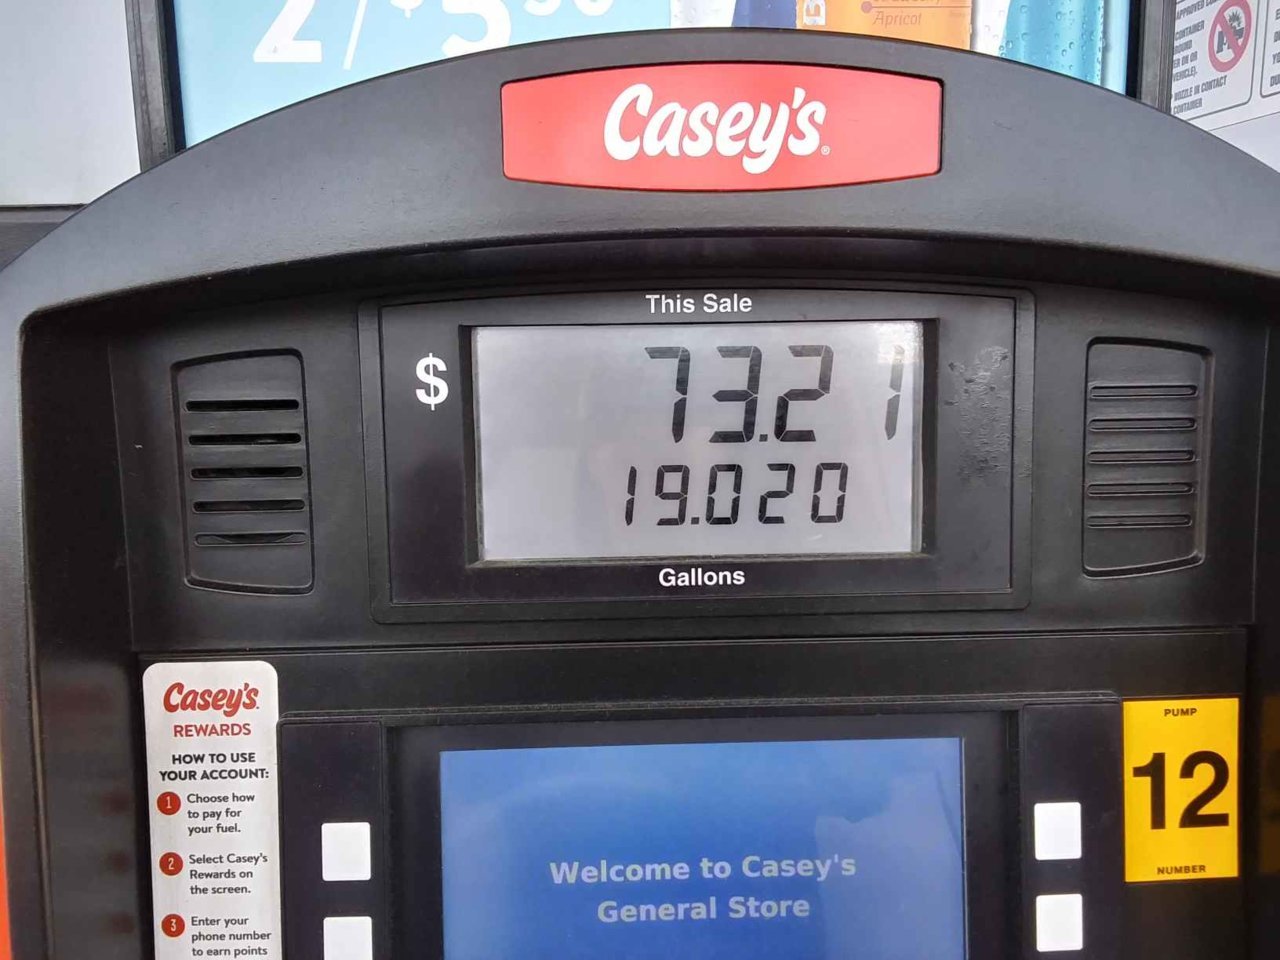 2/$5
Apricot
Casey's®
This Sale
$ 73.21
19.020
Gallons
Casey's
REWARDS
HOW TO USE
YOUR ACCOUNT:
1 Choose how
to pay for
your fuel.
2 Select Casey's
Rewards on
the screen.
3 Enter your
phone number
to earn points
PUMP
12
NUMBER
Welcome to Casey's
General Store